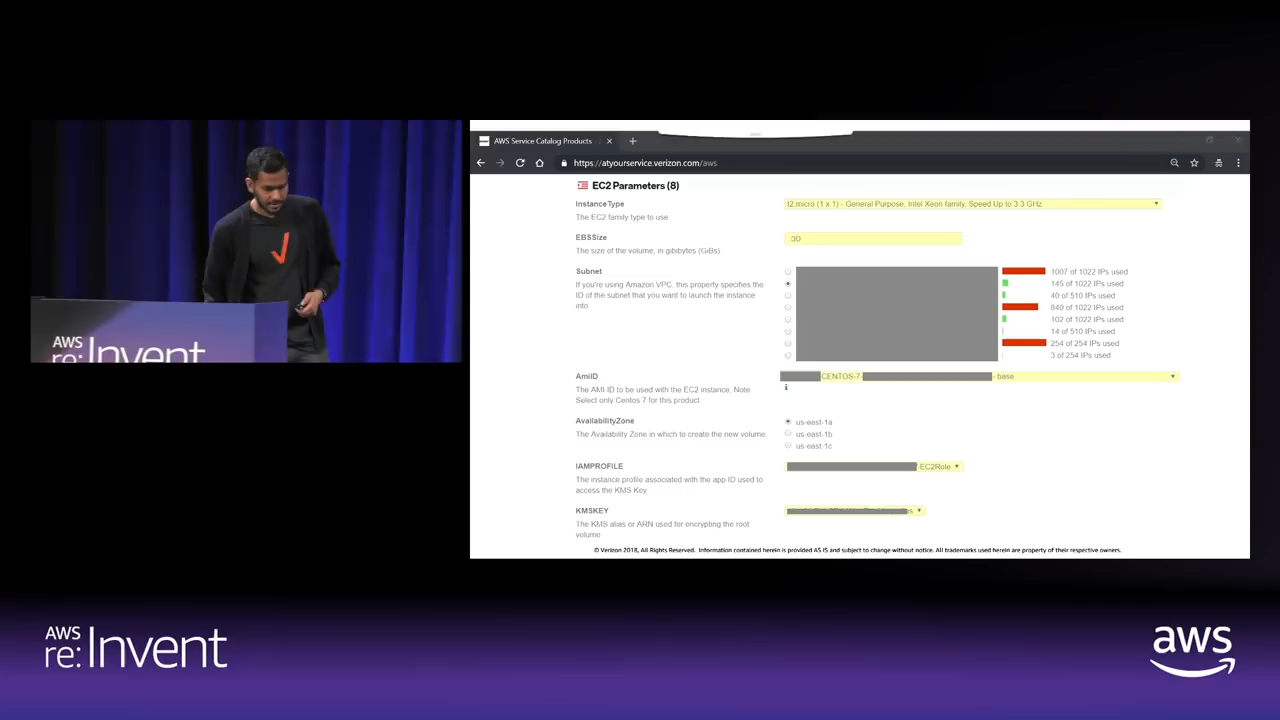 AWS Service Catalog Products
https://atyourservice.verizon.com/aws
EC2 Parameters (8)
InstanceType
t2.micro (1 x 1) - General Purpose, Intel Xeon family, Speed Up to 3.3 GHz
The EC2 family type to use
EBSSize
30
The size of the volume, in gibibytes (GiBs)
Subnet
If you're using Amazon VPC, this property specifies
the ID of the subnet that you want to launch the instance
into
1007 of 1022 IPs used
145 of 1022 IPs used
40 of 510 IPs used
840 of 1022 IPs used
102 of 1022 IPs used
14 of 510 IPs used
254 of 254 IPs used
3 of 254 IPs used
AmiID
CENTOS-7- - base
The AMI ID to be used with the EC2 instance, Note
Select only Centos 7 for this product
i
AvailabilityZone
The Availability Zone in which to create the new volume.
us-east-1a
us-east-1b
us-east-1c
IAMPROFILE
-EC2Role
The instance profile associated with the app ID used to
access the KMS Key
KMSKEY
The KMS alias or ARN used for encrypting the root
volume
© Verizon 2018, All Rights Reserved. Information contained herein is provided AS IS and subject to change without notice. All trademarks used herein are property of their respective owners.
AWS
re:Invent
AWS
re:Invent
aws